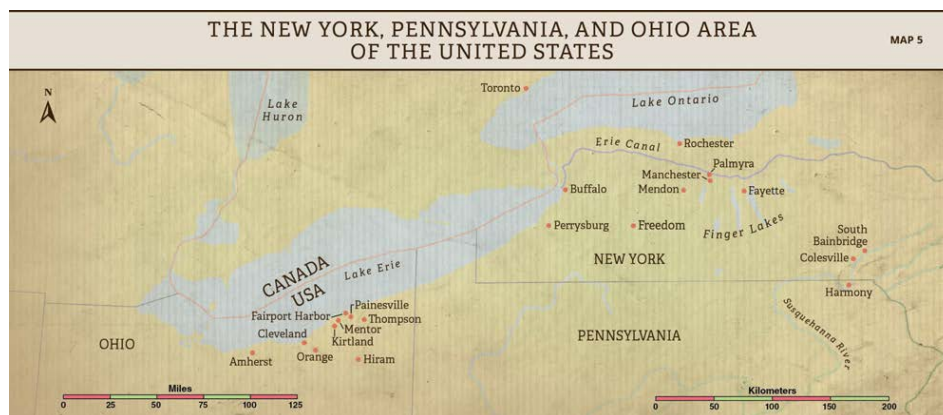 THE NEW YORK, PENNSYLVANIA, AND OHIO AREA
OF THE UNITED STATES
MAP 5
N
Lake
Huron
Toronto
Lake Ontario
Erie Canal
Rochester
Palmyra
Manchester
Mendon
Fayette
Buffalo
Perrysburg
Freedom
Finger Lakes
South
Bainbridge
Colesville
NEW YORK
Harmony
CANADA
USA
Lake Erie
Painesville
Fairport Harbor
Thompson
Mentor
Cleveland
Kirtland
OHIO
Amherst
Orange
Hiram
PENNSYLVANIA
Susquehanna River
Miles
0 25 50 75 100 125
Kilometers
0 50 100 150 200